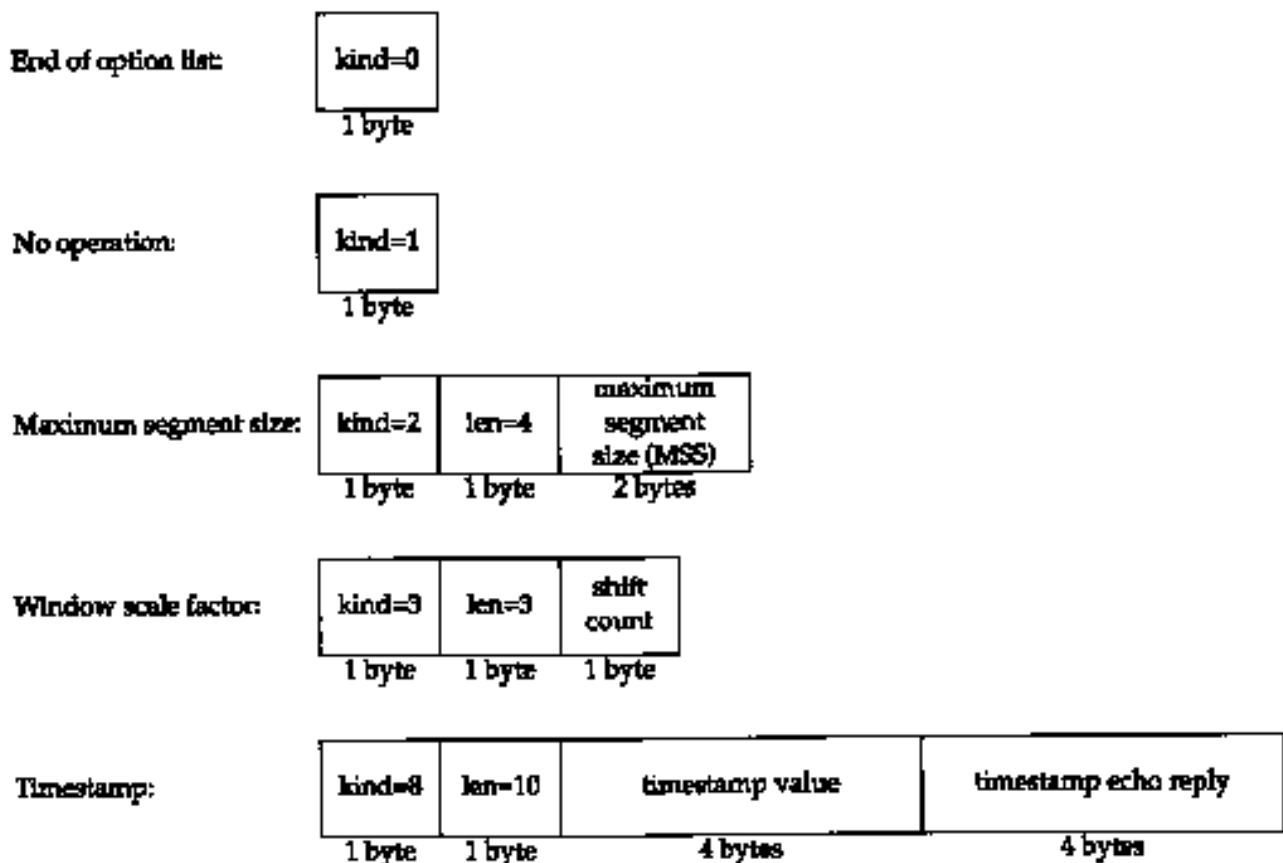 End of option list:
kind=0
1 byte
No operation:
kind=1
1 byte
Maximum segment size:
kind=2
len=4
maximum
segment
size (MSS)
1 byte
1 byte
2 bytes
Window scale factor:
kind=3
len=3
shift
count
1 byte
1 byte
1 byte
Timestamp:
kind=8
len=10
timestamp value
timestamp echo reply
1 byte
1 byte
4 bytes
4 bytes